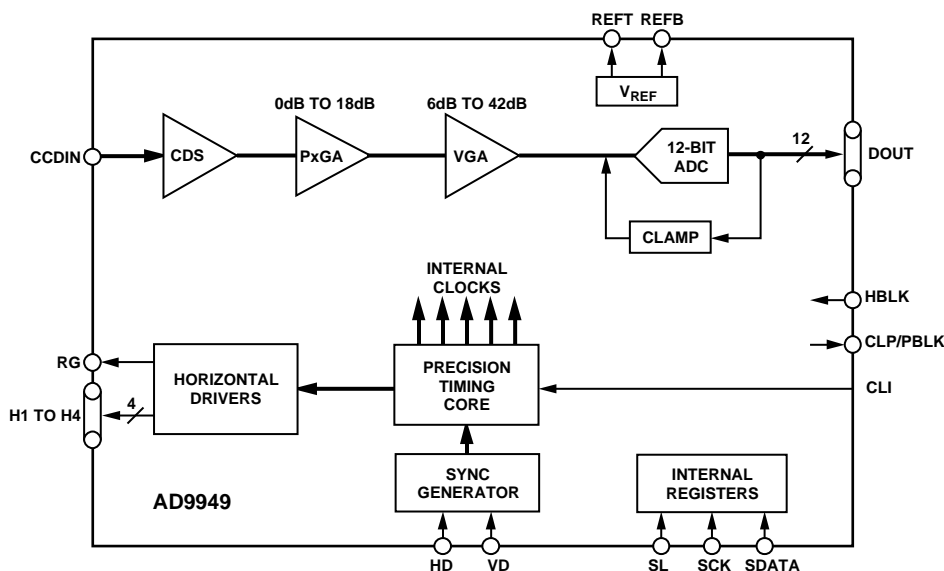 REFT REFB
V_REF
0dB TO 18dB
6dB TO 42dB
CCDIN
CDS
PxGA
VGA
12-BIT
ADC
12
DOUT
CLAMP
INTERNAL
CLOCKS
HBLK
CLP/PBLK
RG
HORIZONTAL
DRIVERS
PRECISION
TIMING
CORE
CLI
H1 TO H4
4
SYNC
GENERATOR
INTERNAL
REGISTERS
AD9949
HD
VD
SL
SCK
SDATA